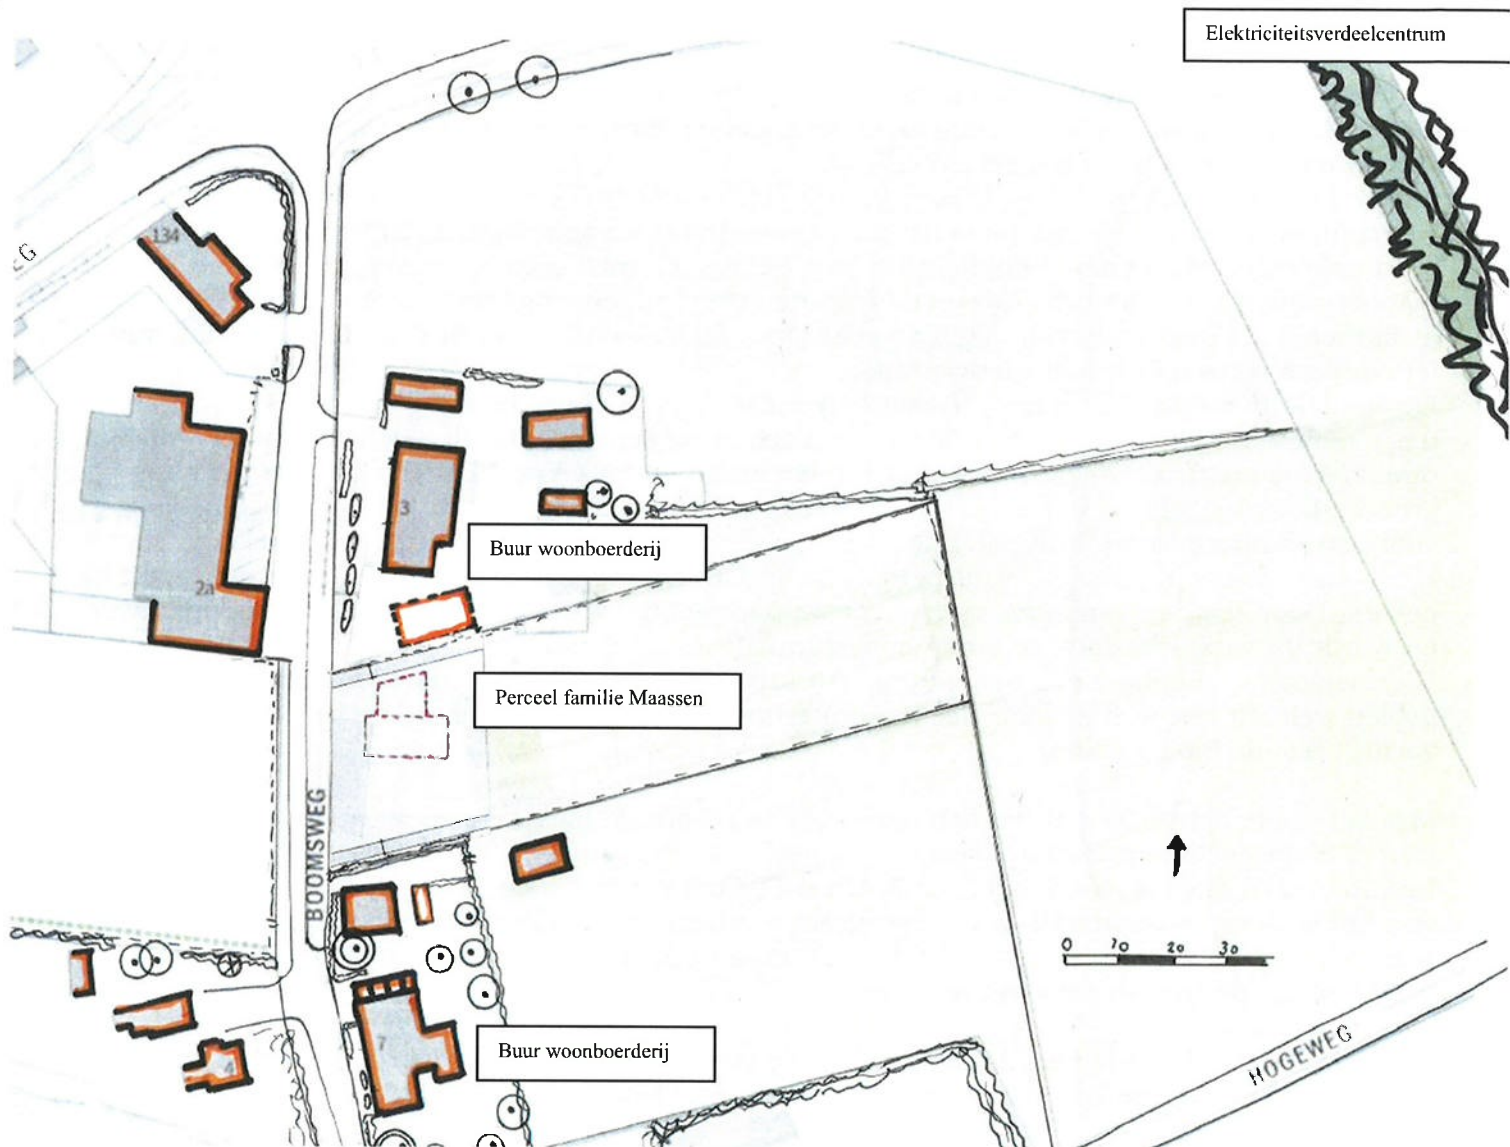 Elektriciteitsverdeelcentrum
134
3
Buur woonboerderij
2a
Perceel familie Maassen
BOOMSWEG
0 10 20 30
7
Buur woonboerderij
4
HOGEWEG